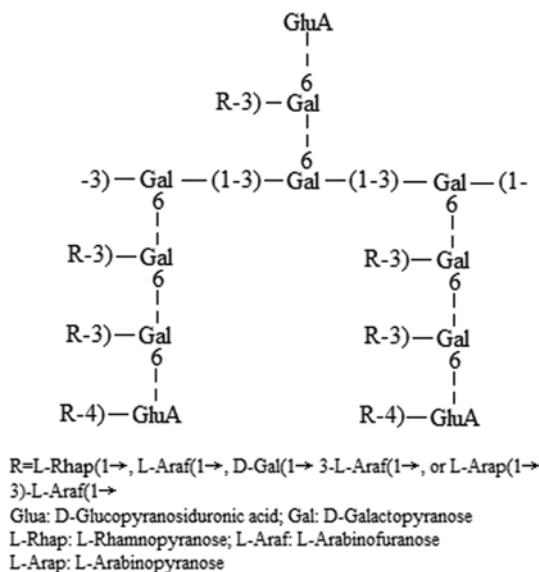 GluA
6
R-3)—Gal
6
-3)—Gal—(1-3)—Gal—(1-3)—Gal—(1-
6 6
R-3)—Gal R-3)—Gal
6 6
R-3)—Gal R-3)—Gal
6 6
R-4)—GluA R-4)—GluA
R=L-Rhap(1→, L-Araf(1→, D-Gal(1→ 3-L-Araf(1→, or L-Arap(1→
3)-L-Araf(1→
Glua: D-Glucopyranosiduronic acid; Gal: D-Galactopyranose
L-Rhap: L-Rhamnopyranose; L-Araf: L-Arabinofuranose
L-Arap: L-Arabinopyranose